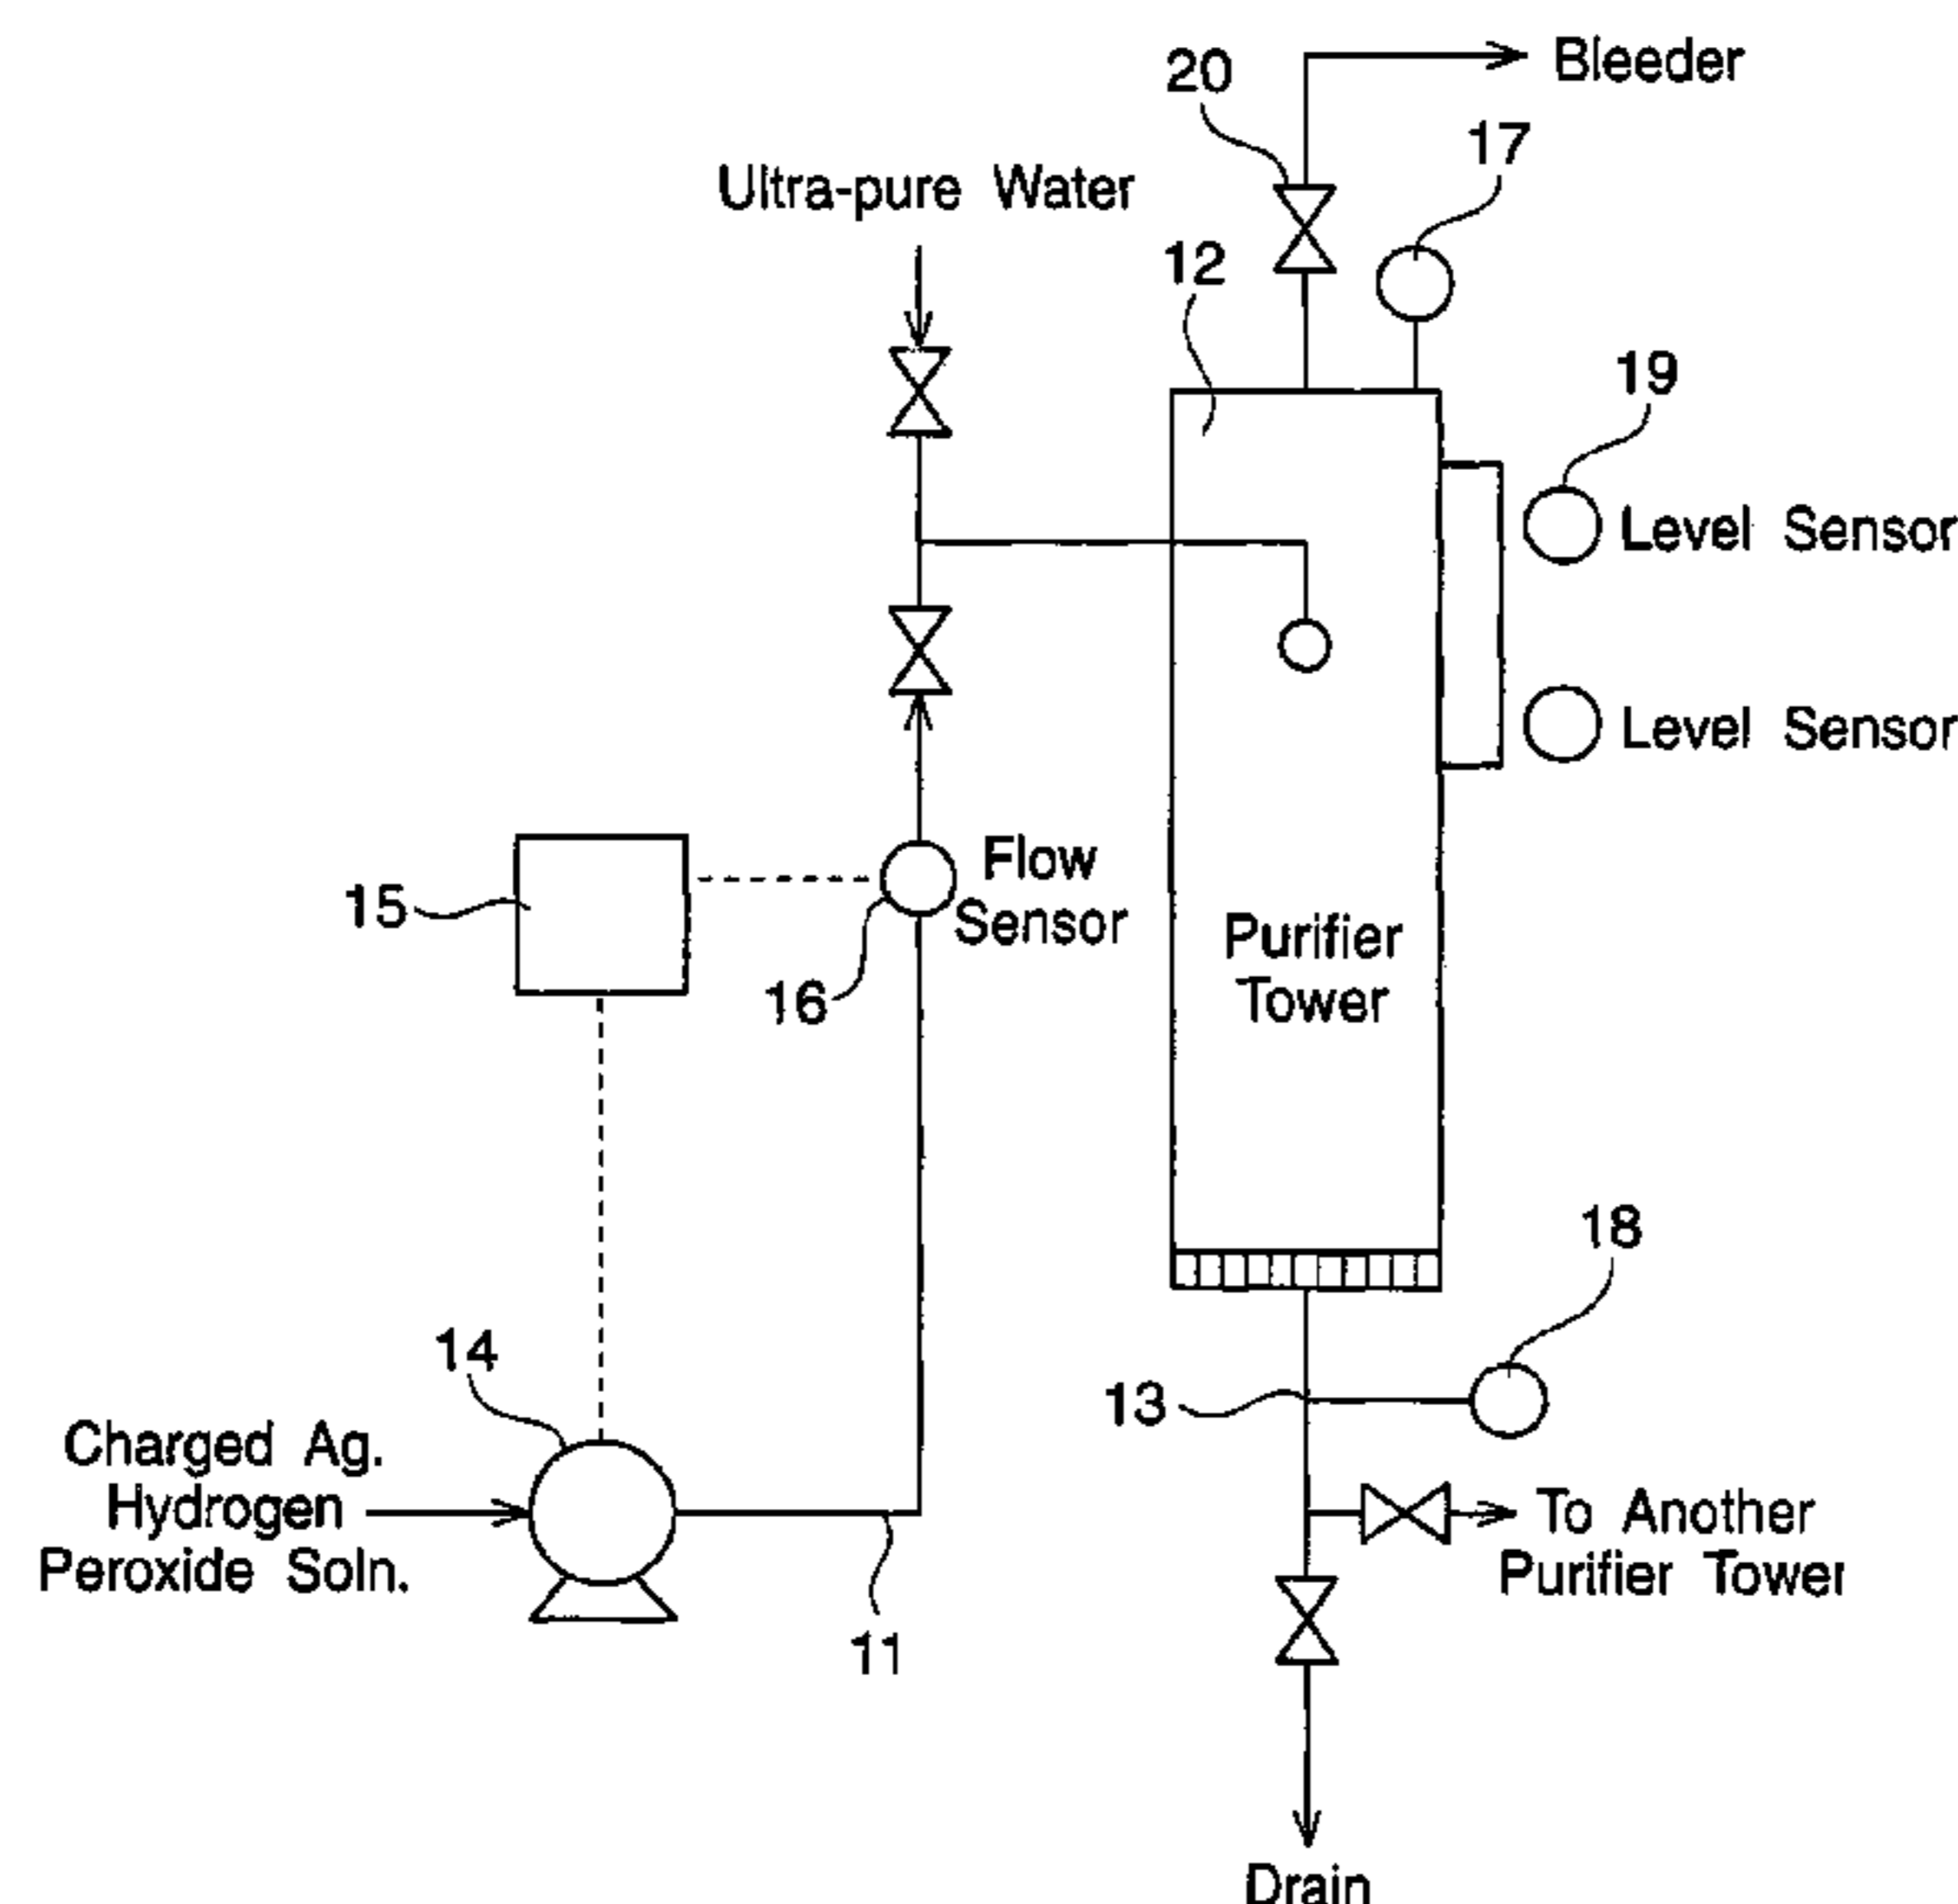 Bleeder
20
17
Ultra-pure Water
12
19
Level Sensor
Level Sensor
Flow
Sensor
15
16
Purifier
Tower
18
14
13
Charged Ag.
Hydrogen
Peroxide Soln.
To Another
Purifier Tower
11
Drain